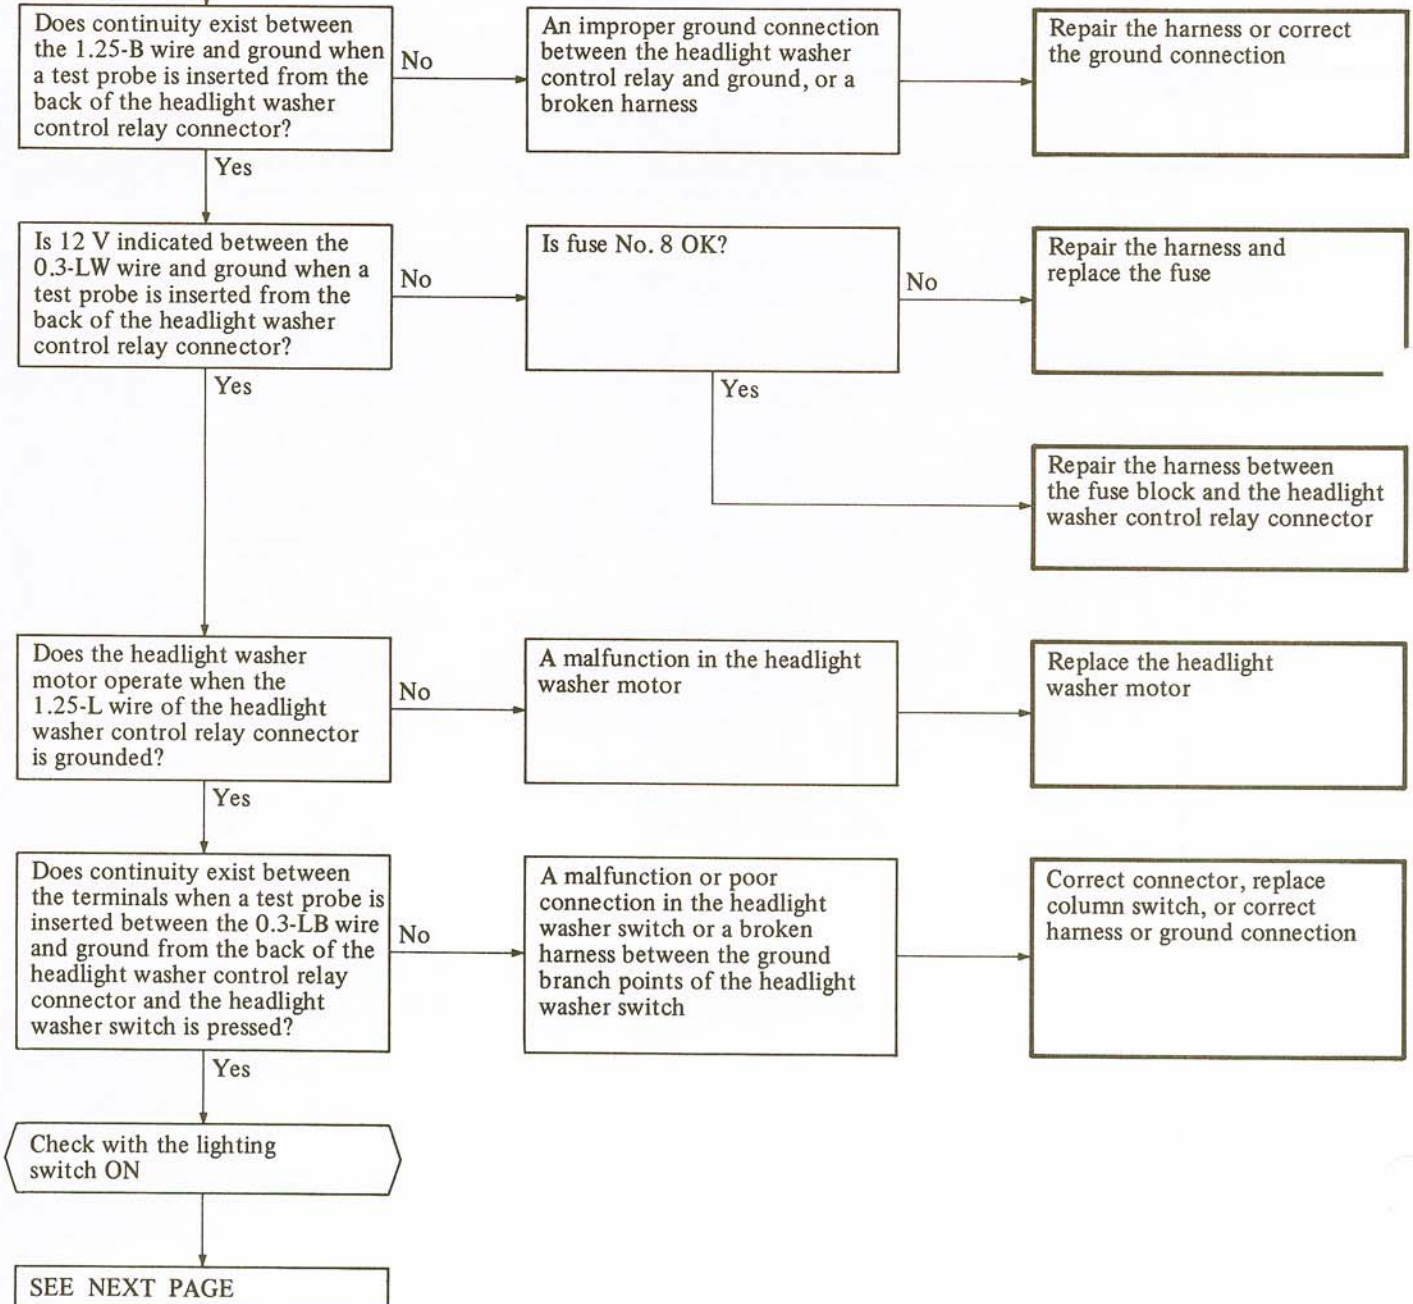 Does continuity exist between
the 1.25-B wire and ground when
a test probe is inserted from the
back of the headlight washer
control relay connector?
No
An improper ground connection
between the headlight washer
control relay and ground, or a
broken harness
Repair the harness or correct
the ground connection
Yes
Is 12 V indicated between the
0.3-LW wire and ground when a
test probe is inserted from the
back of the headlight washer
control relay connector?
No
Is fuse No. 8 OK?
No
Repair the harness and
replace the fuse
Yes
Yes
Repair the harness between
the fuse block and the headlight
washer control relay connector
Does the headlight washer
motor operate when the
1.25-L wire of the headlight
washer control relay connector
is grounded?
No
A malfunction in the headlight
washer motor
Replace the headlight
washer motor
Yes
Does continuity exist between
the terminals when a test probe is
inserted between the 0.3-LB wire
and ground from the back of the
headlight washer control relay
connector and the headlight
washer switch is pressed?
No
A malfunction or poor
connection in the headlight
washer switch or a broken
harness between the ground
branch points of the headlight
washer switch
Correct connector, replace
column switch, or correct
harness or ground connection
Yes
Check with the lighting
switch ON
SEE NEXT PAGE